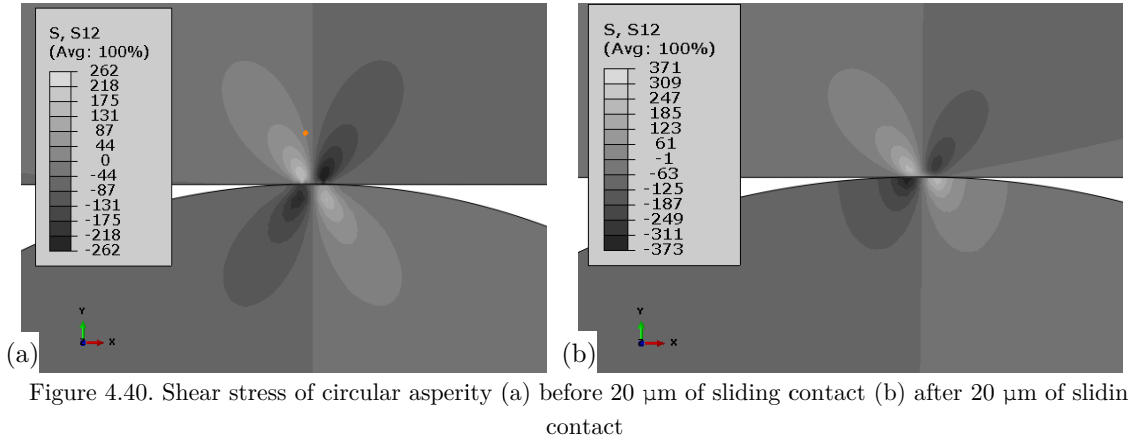 S, S12
(Avg: 100%)
262
218
175
131
87
44
0
-44
-87
-131
-175
-218
-262
Y
X
(a)
S, S12
(Avg: 100%)
371
309
247
185
123
61
-1
-63
-125
-187
-249
-311
-373
Y
X
(b)
Figure 4.40. Shear stress of circular asperity (a) before 20 μm of sliding contact (b) after 20 μm of slidin
contact